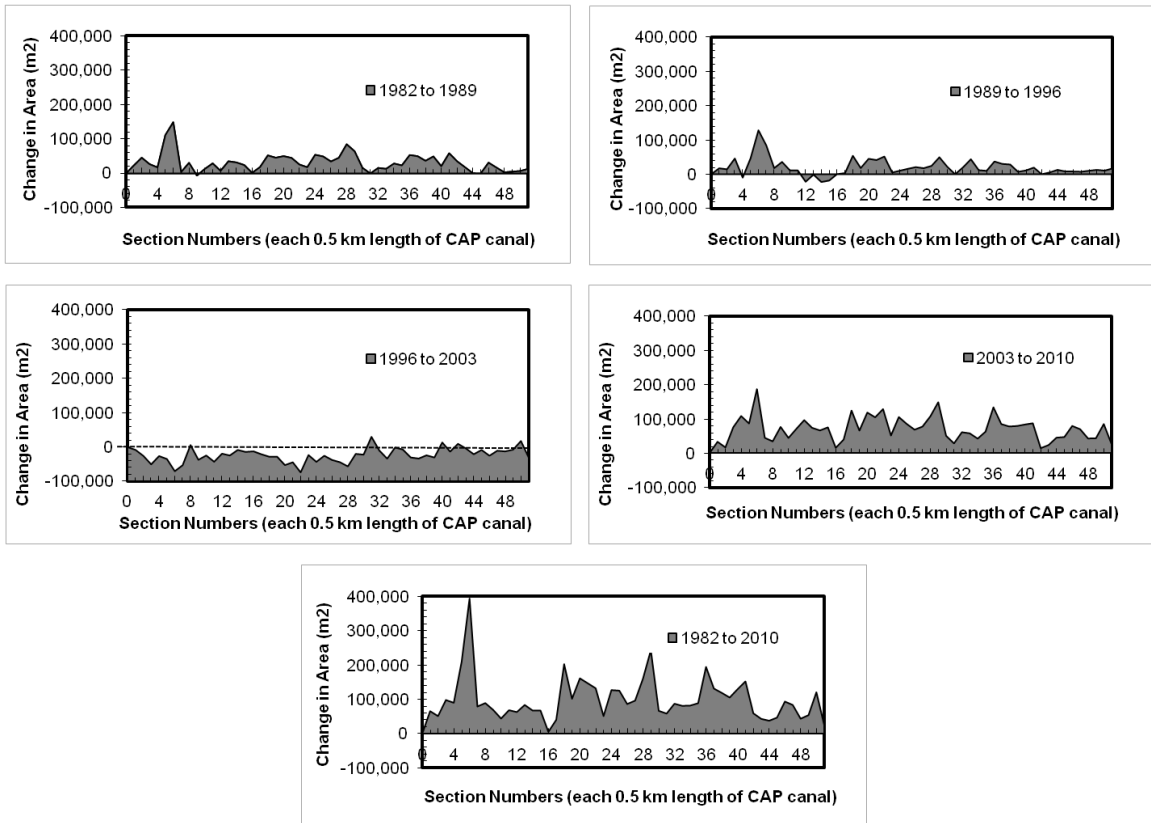 400,000
300,000
200,000
100,000
0
-100,000
Change in Area (m2)
1982 to 1989
0 4 8 12 16 20 24 28 32 36 40 44 48
Section Numbers (each 0.5 km length of CAP canal)
400,000
300,000
200,000
100,000
0
-100,000
Change in Area (m2)
1989 to 1996
0 4 8 12 16 20 24 28 32 36 40 44 48
Section Numbers (each 0.5 km length of CAP canal)
400,000
300,000
200,000
100,000
0
-100,000
Change in Area (m2)
1996 to 2003
0 4 8 12 16 20 24 28 32 36 40 44 48
Section Numbers (each 0.5 km length of CAP canal)
400,000
300,000
200,000
100,000
0
-100,000
Change in Area (m2)
2003 to 2010
0 4 8 12 16 20 24 28 32 36 40 44 48
Section Numbers (each 0.5 km length of CAP canal)
400,000
300,000
200,000
100,000
0
-100,000
Change in Area (m2)
1982 to 2010
0 4 8 12 16 20 24 28 32 36 40 44 48
Section Numbers (each 0.5 km length of CAP canal)